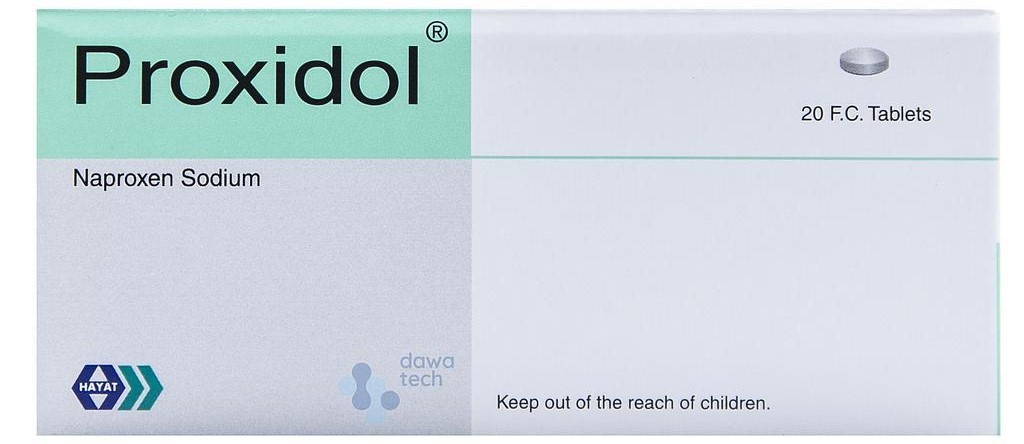 Proxidol®
20 F.C. Tablets
Naproxen Sodium
HAYAT
dawa
tech
Keep out of the reach of children.